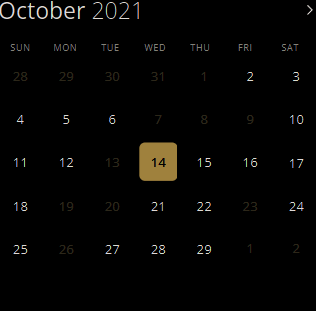 October 2021
SUN MON TUE WED THU FRI SAT
28 29 30 31 1 2 3
4 5 6 7 8 9 10
11 12 13 14 15 16 17
18 19 20 21 22 23 24
25 26 27 28 29 1 2